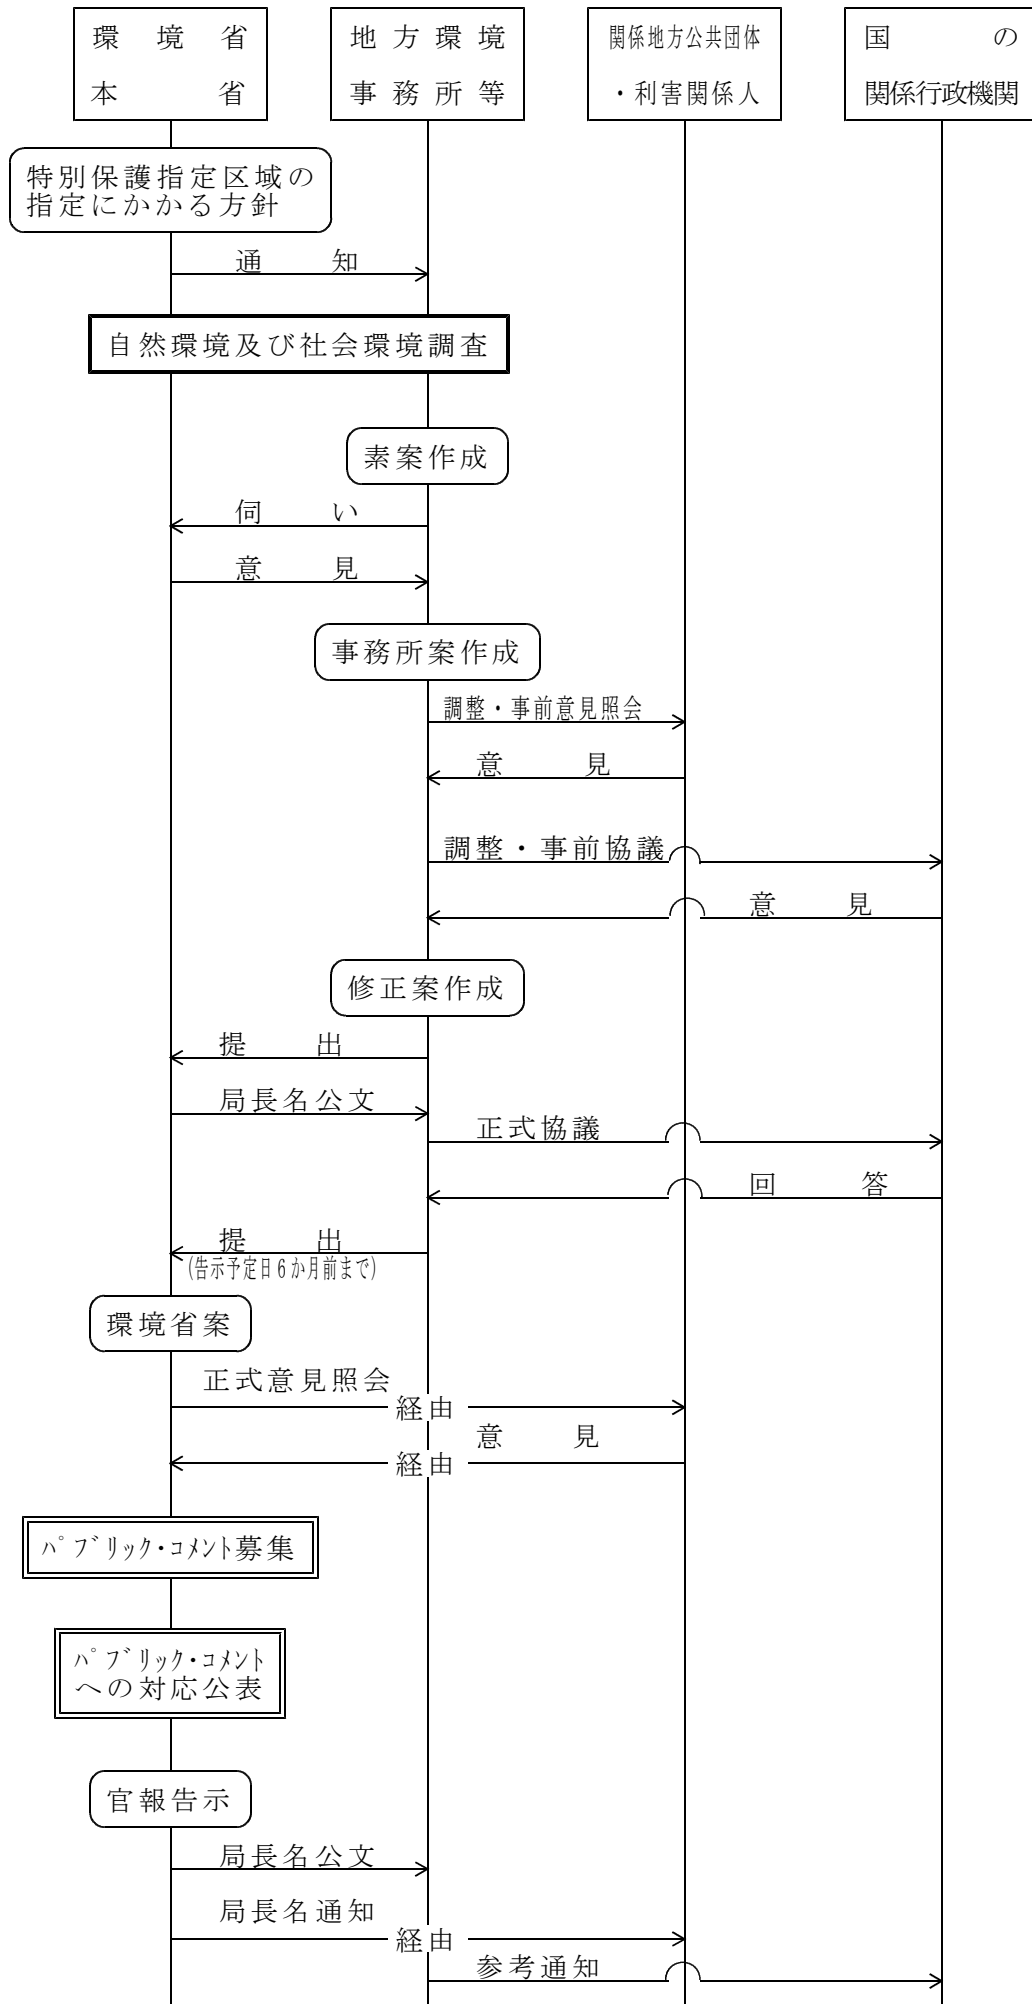 環境省
本省
地方環境
事務所等
関係地方公共団体
・利害関係人
国の
関係行政機関
特別保護指定区域の
指定にかかる方針
通知
自然環境及び社会環境調査
素案作成
伺い
意見
事務所案作成
調整・事前意見照会
意見
調整・事前協議
意見
修正案作成
提出
局長名公文
正式協議
回答
提出
(告示予定日6か月前まで)
環境省案
正式意見照会
経由
意見
経由
ﾊﾟﾌﾞﾘｯｸ・ｺﾒﾝﾄ募集
ﾊﾟﾌﾞﾘｯｸ・ｺﾒﾝﾄ
への対応公表
官報告示
局長名公文
局長名通知
経由
参考通知